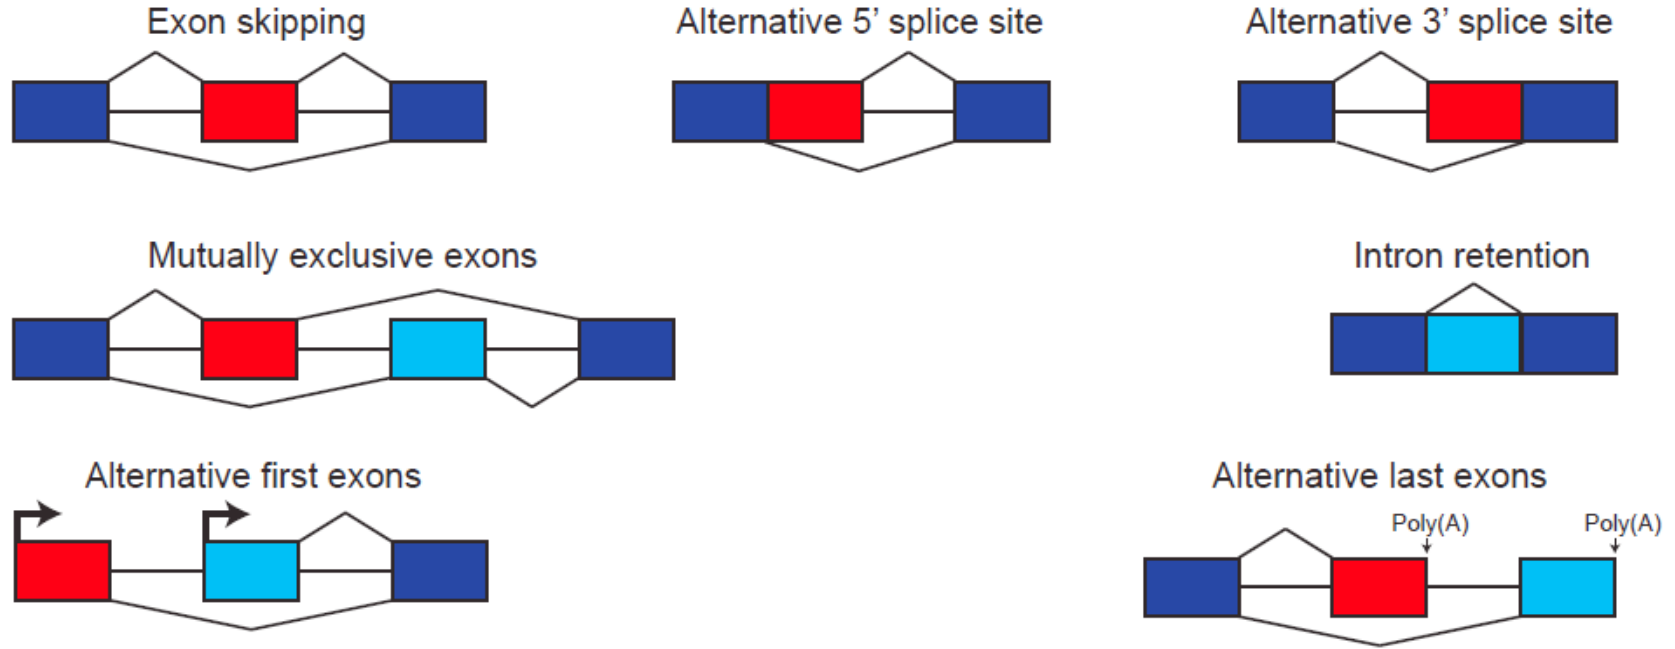 Exon skipping
Alternative 5’ splice site
Alternative 3’ splice site
Mutually exclusive exons
Intron retention
Alternative first exons
Alternative last exons
Poly(A)
Poly(A)